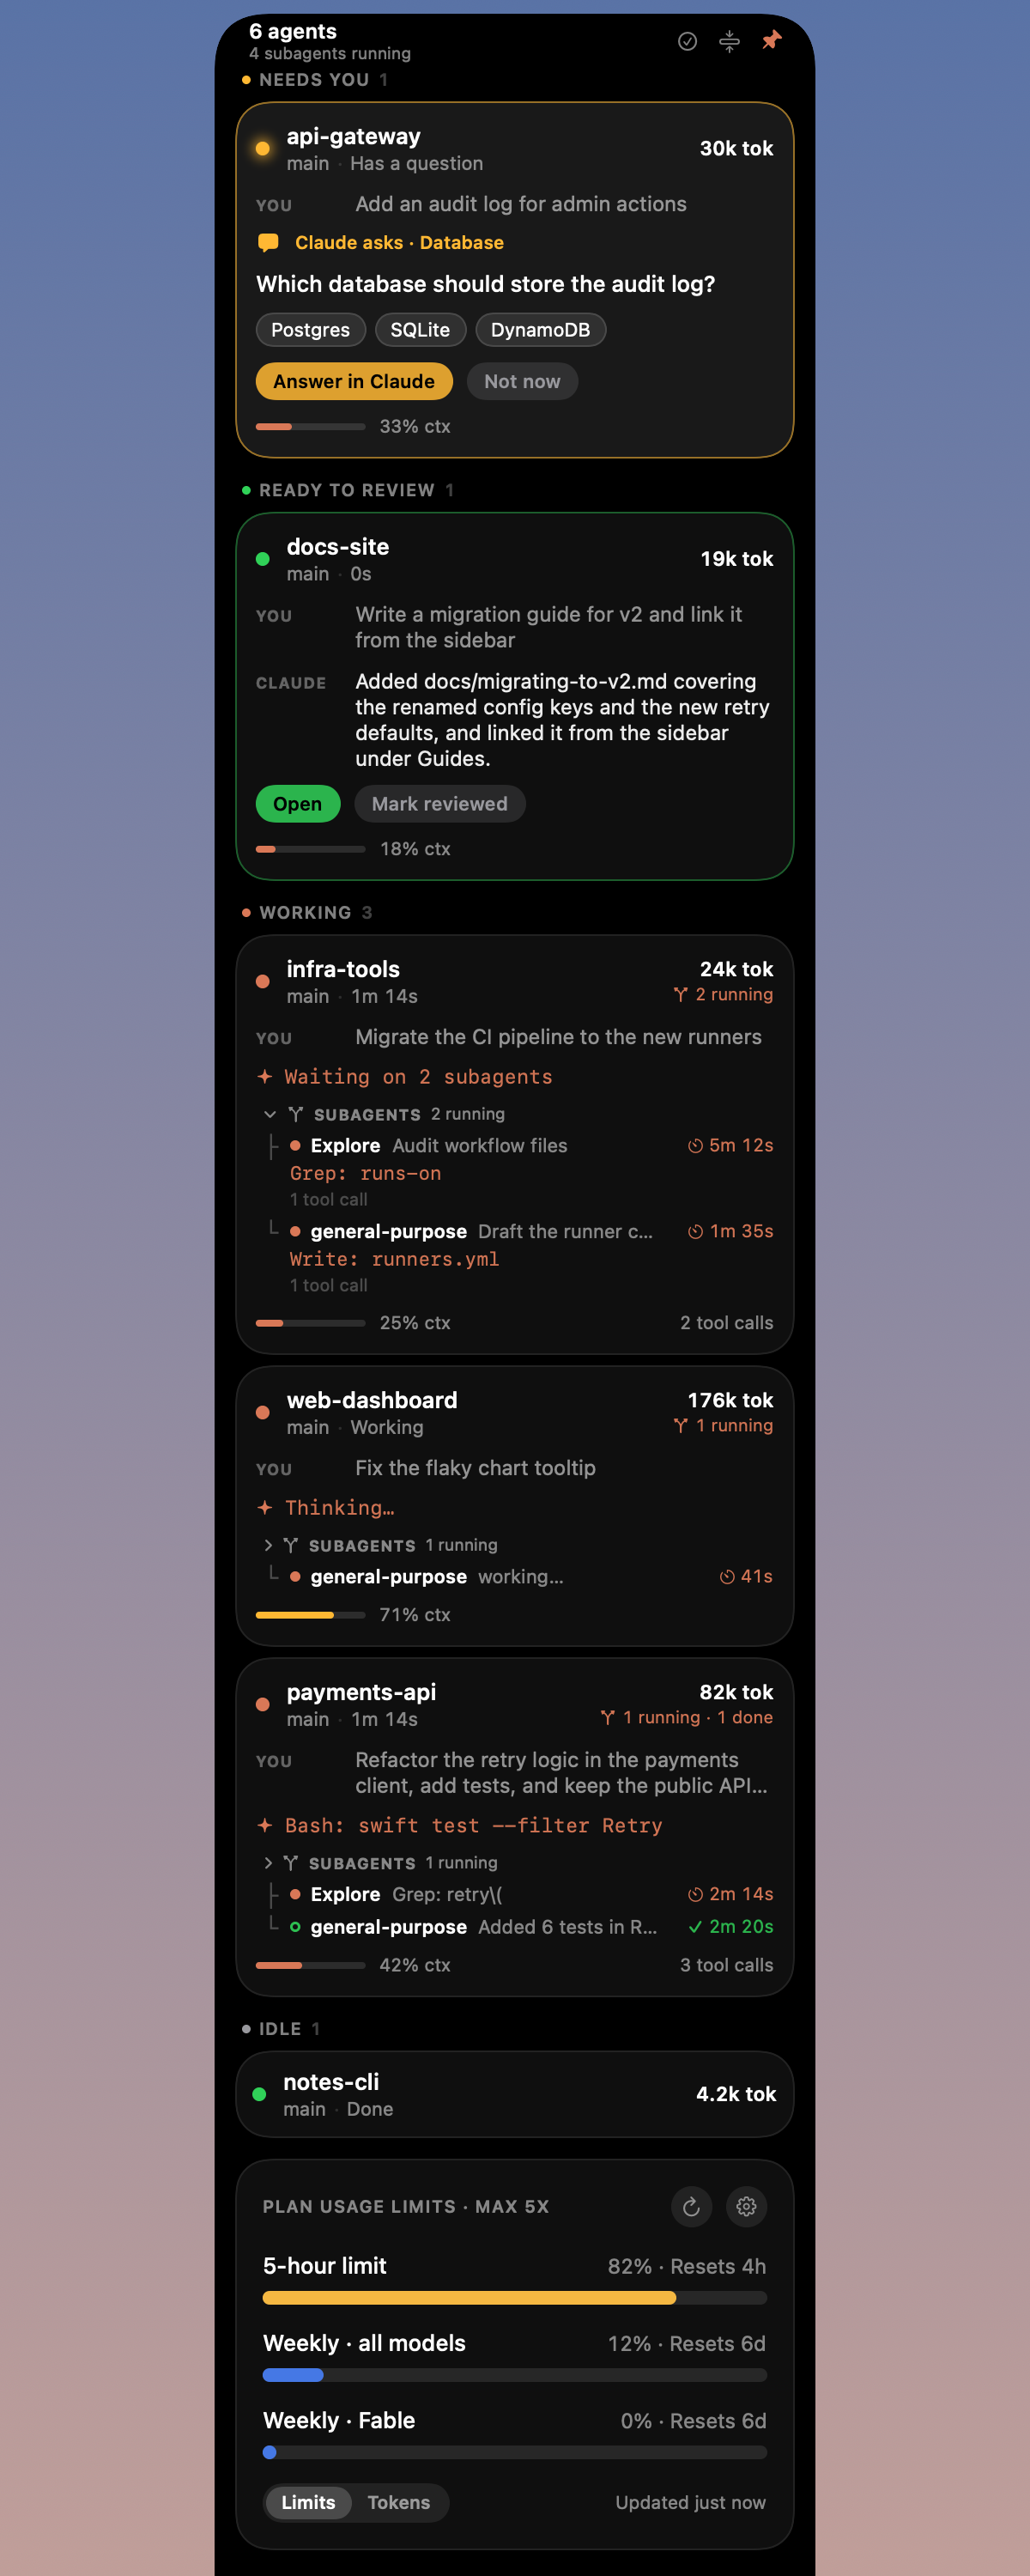 6 agents
4 subagents running
NEEDS YOU 1
api-gateway
30k tok
main · Has a question
YOU Add an audit log for admin actions
Claude asks · Database
Which database should store the audit log?
Postgres SQLite DynamoDB
Answer in Claude Not now
33% ctx
READY TO REVIEW 1
docs-site
19k tok
main · 0s
YOU Write a migration guide for v2 and link it
from the sidebar
CLAUDE Added docs/migrating-to-v2.md covering
the renamed config keys and the new retry
defaults, and linked it from the sidebar
under Guides.
Open Mark reviewed
18% ctx
WORKING 3
infra-tools 24k tok
main · 1m 14s 2 running
YOU Migrate the CI pipeline to the new runners
Waiting on 2 subagents
SUBAGENTS 2 running
Explore Audit workflow files 5m 12s
Grep: runs-on
1 tool call
general-purpose Draft the runner c... 1m 35s
Write: runners.yml
1 tool call
25% ctx 2 tool calls
web-dashboard 176k tok
main · Working 1 running
YOU Fix the flaky chart tooltip
Thinking…
SUBAGENTS 1 running
general-purpose working... 41s
71% ctx
payments-api 82k tok
main · 1m 14s 1 running · 1 done
YOU Refactor the retry logic in the payments
client, add tests, and keep the public API...
Bash: swift test --filter Retry
SUBAGENTS 1 running
Explore Grep: retry\( 2m 14s
general-purpose Added 6 tests in R... 2m 20s
42% ctx 3 tool calls
IDLE 1
notes-cli
4.2k tok
main · Done
PLAN USAGE LIMITS · MAX 5X
5-hour limit 82% · Resets 4h
Weekly · all models 12% · Resets 6d
Weekly · Fable 0% · Resets 6d
Limits Tokens Updated just now